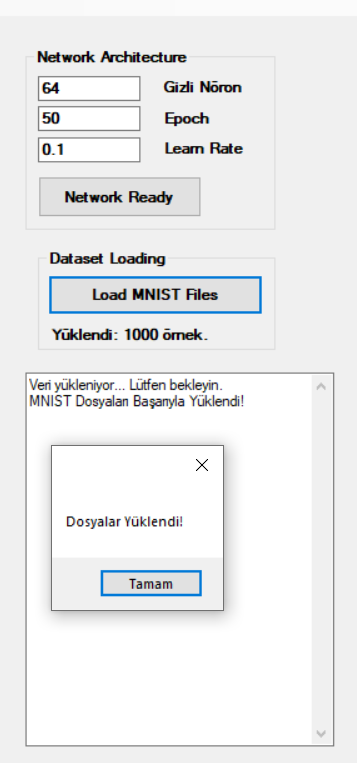 Network Architecture
64 Gizli Nöron
50 Epoch
0.1 Learn Rate
Network Ready
Dataset Loading
Load MNIST Files
Yüklendi: 1000 örnek.
Veri yükleniyor... Lütfen bekleyin.
MNIST Dosyaları Başarıyla Yüklendi!
Dosyalar Yüklendi!
Tamam